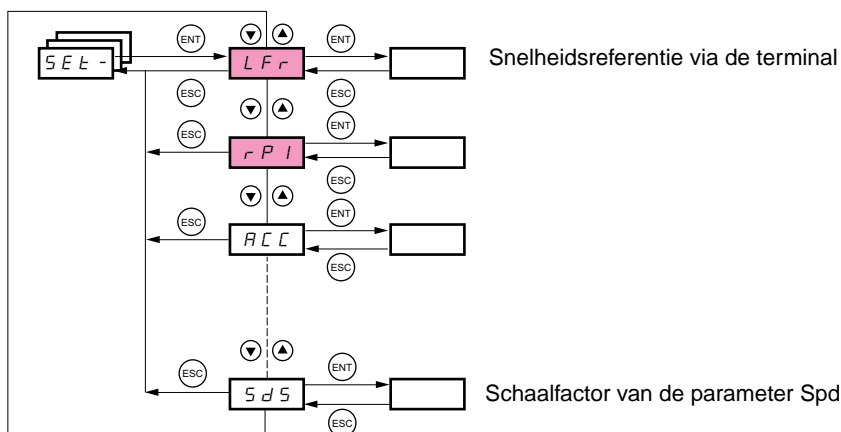 ENT
ENT
SEt-
LFr
Snelheidsreferentie via de terminal
ESC
ESC
ESC
ENT
rPI
ESC
ESC
ENT
ACC
ESC
ESC
ENT
SdS
Schaalfactor van de parameter Spd
ESC